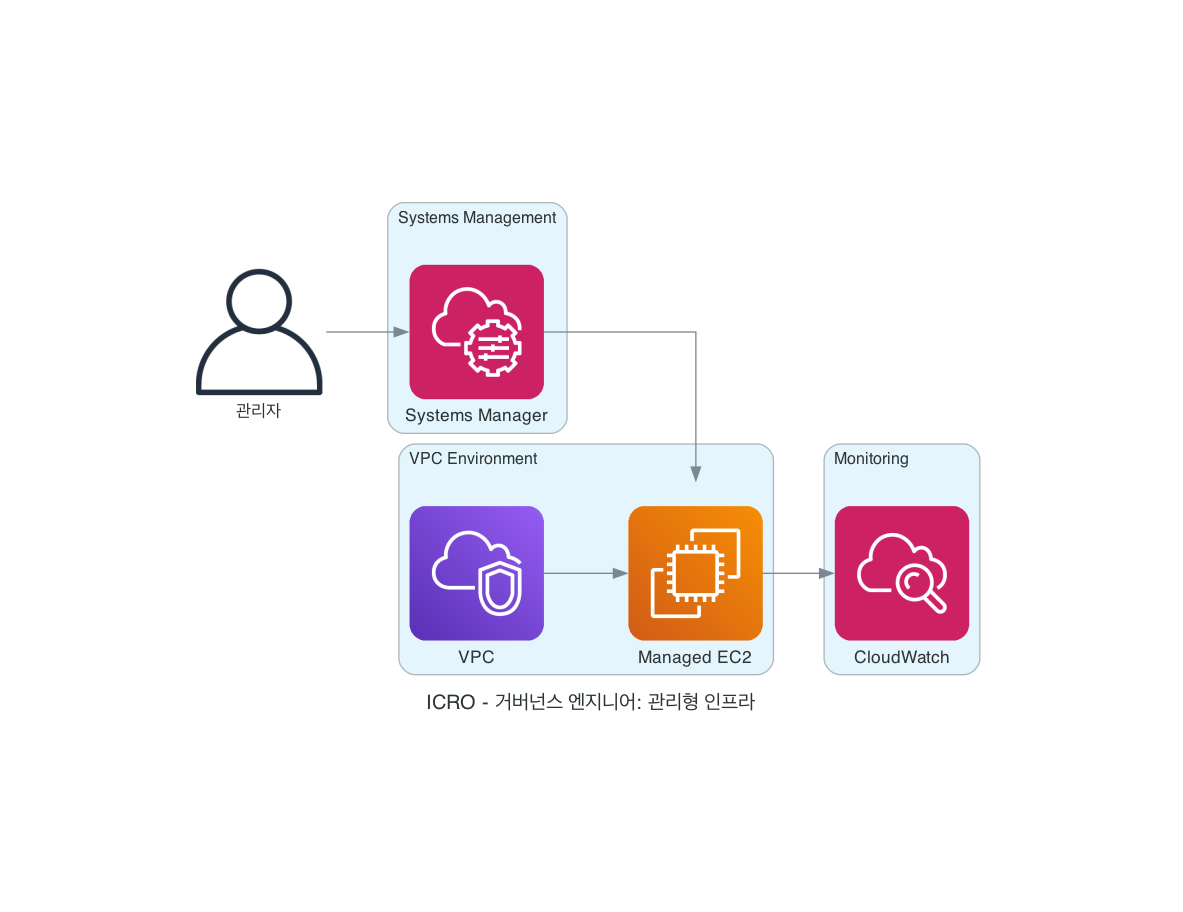 Systems Management
관리자
Systems Manager
VPC Environment
Monitoring
VPC
Managed EC2
CloudWatch
ICRO - 거버넌스 엔지니어: 관리형 인프라